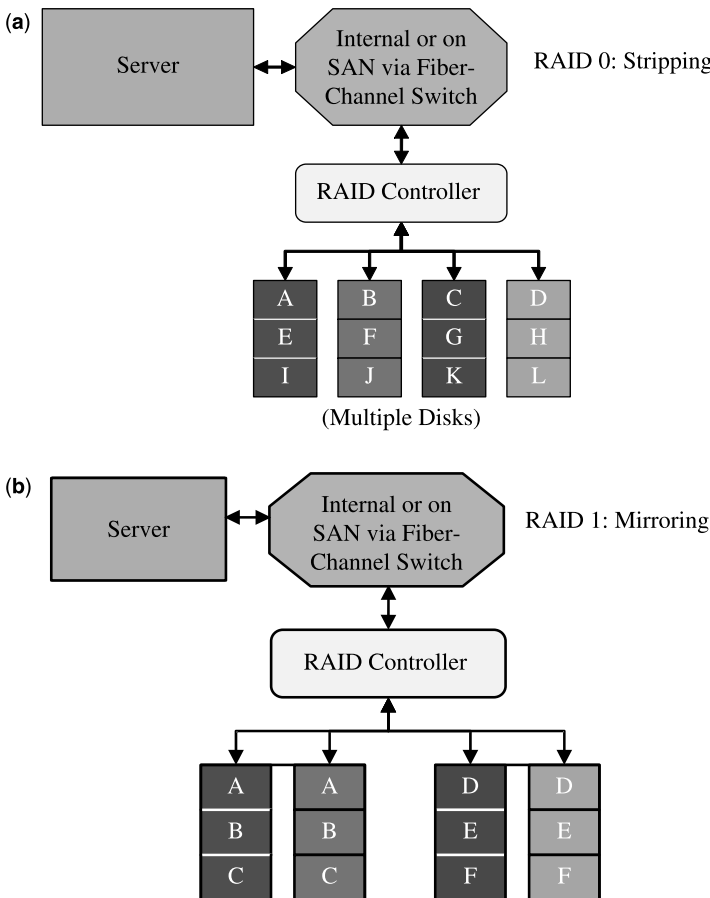 (a)
Server
Internal or on
SAN via Fiber-
Channel Switch
RAID 0: Stripping
RAID Controller
A B C D
E F G H
I J K L
(Multiple Disks)
(b)
Server
Internal or on
SAN via Fiber-
Channel Switch
RAID 1: Mirroring
RAID Controller
A A D D
B B E E
C C F F